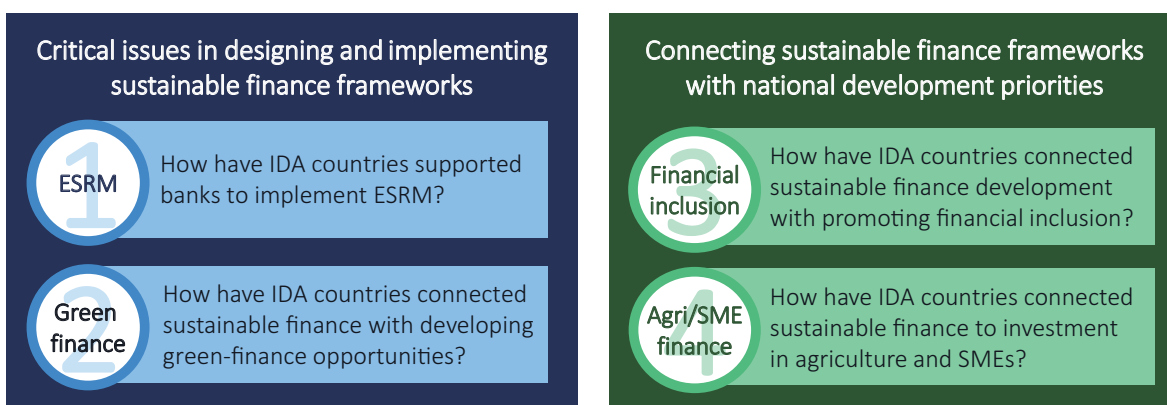 Critical issues in designing and implementing
sustainable finance frameworks
1
ESRM
How have IDA countries supported
banks to implement ESRM?
2
Green
finance
How have IDA countries connected
sustainable finance with developing
green-finance opportunities?
Connecting sustainable finance frameworks
with national development priorities
3
Financial
inclusion
How have IDA countries connected
sustainable finance development
with promoting financial inclusion?
4
Agri/SME
finance
How have IDA countries connected
sustainable finance to investment
in agriculture and SMEs?